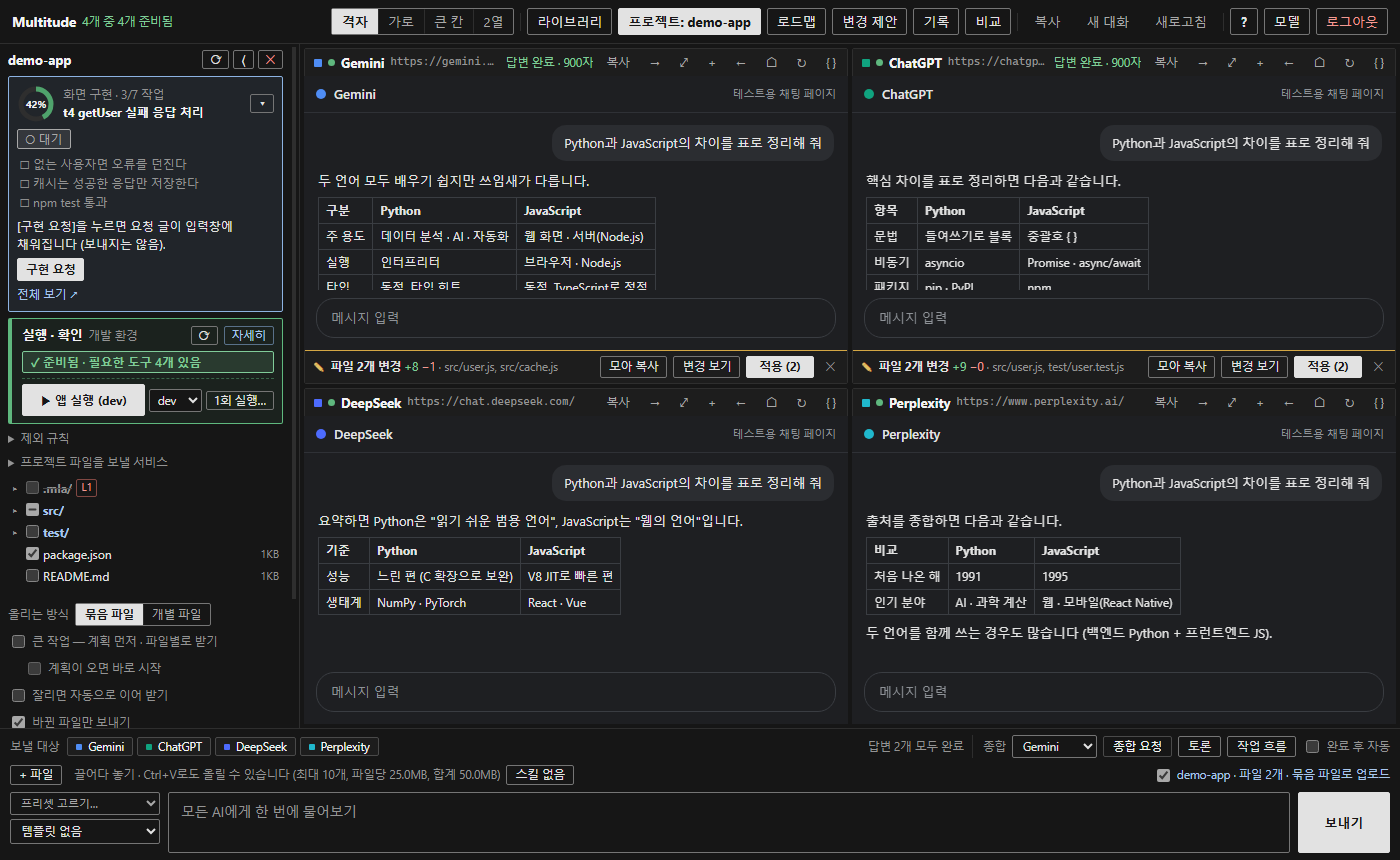 Multitude 4개 중 4개 준비됨
격자 가로 큰 칸 2열 라이브러리 프로젝트: demo-app 로드맵 변경 제안 기록 비교 복사 새 대화 새로고침 ? 모델 로그아웃
demo-app
42% 화면 구현 · 3/7 작업
t4 getUser 실패 응답 처리
대기
없는 사용자면 오류를 던진다
캐시는 성공한 응답만 저장한다
npm test 통과
[구현 요청]을 누르면 요청 글이 입력창에
채워집니다 (보내지는 않음).
구현 요청
전체 보기 ↗
실행 · 확인 개발 환경 자세히
✓ 준비됨 · 필요한 도구 4개 있음
▶ 앱 실행 (dev) dev 1회 실행...
제외 규칙
프로젝트 파일을 보낼 서비스
.mla/ L1
src/
test/
package.json 1KB
README.md 1KB
올리는 방식 묶음 파일 개별 파일
큰 작업 — 계획 먼저 · 파일별로 받기
계획이 오면 바로 시작
잘리면 자동으로 이어 받기
바뀐 파일만 보내기
Gemini https://gemini.… 답변 완료 · 900자 복사 → ⤢ + ← ↻ { }
Gemini 테스트용 채팅 페이지
Python과 JavaScript의 차이를 표로 정리해 줘
두 언어 모두 배우기 쉽지만 쓰임새가 다릅니다.
구분 Python JavaScript
주 용도 데이터 분석 · AI · 자동화 웹 화면 · 서버(Node.js)
실행 인터프리터 브라우저 · Node.js
타입 동적, 타입 힌트 동적, TypeScript로 정적
메시지 입력
파일 2개 변경 +8 −1 · src/user.js, src/cache.js 모아 복사 변경 보기 적용 (2)
ChatGPT https://chatgp… 답변 완료 · 900자 복사 → ⤢ + ← ↻ { }
ChatGPT 테스트용 채팅 페이지
Python과 JavaScript의 차이를 표로 정리해 줘
핵심 차이를 표로 정리하면 다음과 같습니다.
항목 Python JavaScript
문법 들여쓰기로 블록 중괄호 { }
비동기 asyncio Promise · async/await
패키지 pip · PyPI npm
메시지 입력
파일 2개 변경 +9 −0 · src/user.js, test/user.test.js 모아 복사 변경 보기 적용 (2)
DeepSeek https://chat.deepseek.com/ 복사 → ⤢ + ← ↻ { }
DeepSeek 테스트용 채팅 페이지
Python과 JavaScript의 차이를 표로 정리해 줘
요약하면 Python은 "읽기 쉬운 범용 언어", JavaScript는 "웹의 언어"입니다.
기준 Python JavaScript
성능 느린 편 (C 확장으로 보완) V8 JIT로 빠른 편
생태계 NumPy · PyTorch React · Vue
메시지 입력
Perplexity https://www.perplexity.ai/ 복사 → ⤢ + ← ↻ { }
Perplexity 테스트용 채팅 페이지
Python과 JavaScript의 차이를 표로 정리해 줘
출처를 종합하면 다음과 같습니다.
비교 Python JavaScript
처음 나온 해 1991 1995
인기 분야 AI · 과학 계산 웹 · 모바일(React Native)
두 언어를 함께 쓰는 경우도 많습니다 (백엔드 Python + 프런트엔드 JS).
메시지 입력
보낼 대상 Gemini ChatGPT DeepSeek Perplexity 답변 2개 모두 완료 종합 Gemini 종합 요청 토론 작업 흐름 완료 후 자동
+ 파일 끌어다 놓기 · Ctrl+V로도 올릴 수 있습니다 (최대 10개, 파일당 25.0MB, 합계 50.0MB) 스킬 없음 demo-app · 파일 2개 · 묶음 파일로 업로드
프리셋 고르기...
템플릿 없음
모든 AI에게 한 번에 물어보기
보내기